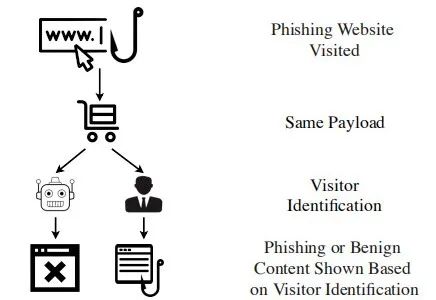 www.
Phishing Website
Visited
Same Payload
Visitor
Identification
Phishing or Benign
Content Shown Based
on Visitor Identification